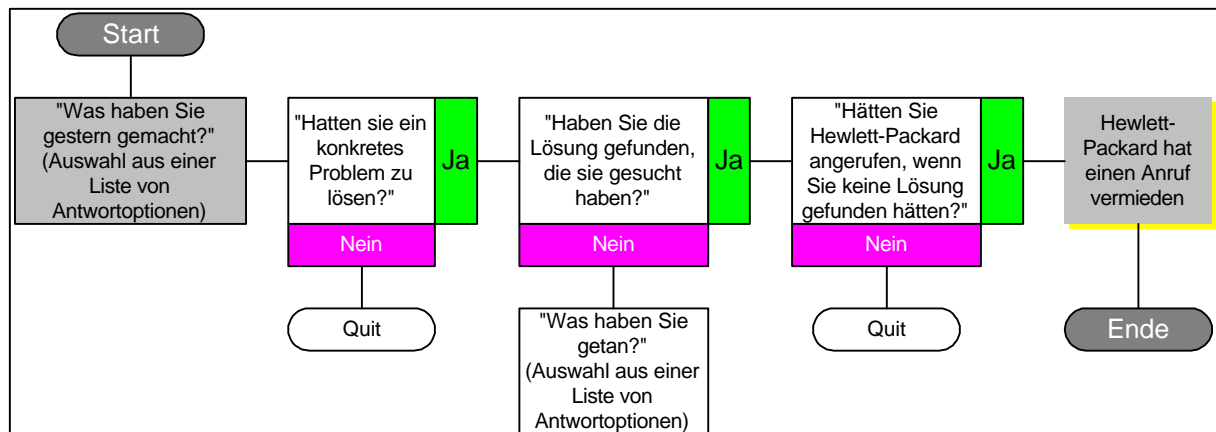 Start
"Was haben Sie
gestern gemacht?"
(Auswahl aus einer
Liste von
Antwortoptionen)
"Hatten sie ein
konkretes
Problem zu
lösen?"
Ja
Nein
Quit
"Haben Sie die
Lösung gefunden,
die sie gesucht
haben?"
Ja
Nein
"Was haben Sie
getan?"
(Auswahl aus einer
Liste von
Antwortoptionen)
"Hätten Sie
Hewlett-Packard
angerufen, wenn
Sie keine Lösung
gefunden hätten?"
Ja
Nein
Quit
Hewlett-
Packard hat
einen Anruf
vermieden
Ende